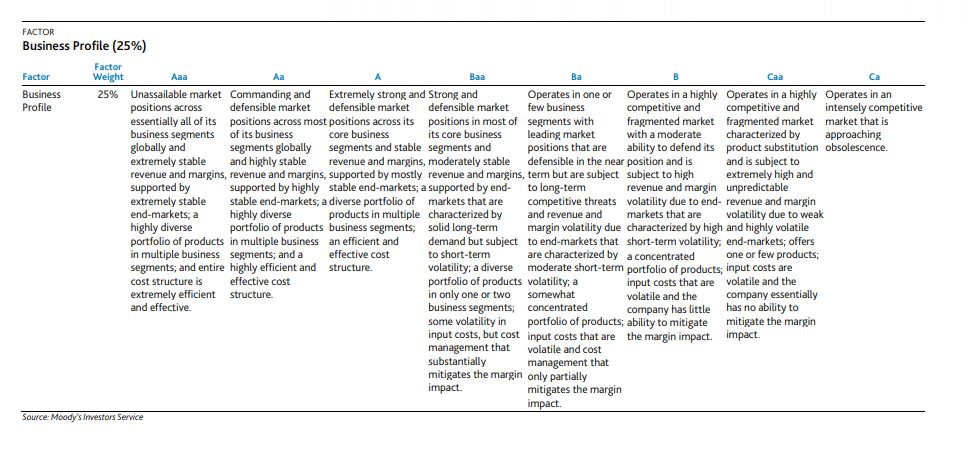 FACTOR
Business Profile (25%)
Factor
Factor
Weight
Aaa
Aa
A
Baa
Ba
B
Caa
Ca
Business
Profile
25%
Unassailable market
positions across
essentially all of its
business segments
globally and
extremely stable
revenue and margins,
supported by
extremely stable
end-markets; a
highly diverse
portfolio of products
in multiple business
segments; and entire
cost structure is
extremely efficient
and effective.
Commanding and
defensible market
positions across most
of its business
segments globally
and highly stable
revenue and margins,
supported by highly
stable end-markets; a
highly diverse
portfolio of products
in multiple business
segments; and a
highly efficient and
effective cost
structure.
Extremely strong and
defensible market
positions across its
core business
segments and stable
revenue and margins,
supported by mostly
stable end-markets; a
diverse portfolio of
products in multiple
business segments;
an efficient and
effective cost
structure.
Strong and
defensible market
positions in most of
its core business
segments and
moderately stable
revenue and margins,
supported by end-
markets that are
characterized by
solid long-term
demand but subject
to short-term
volatility; a diverse
portfolio of products
in only one or two
business segments;
some volatility in
input costs, but cost
management that
substantially
mitigates the margin
impact.
Operates in one or
few business
segments with
leading market
positions that are
defensible in the near
term but are subject
to long-term
competitive threats
and revenue and
margin volatility due
to end-markets that
are characterized by
moderate short-term
volatility; a
somewhat
concentrated
portfolio of products;
input costs that are
volatile and cost
management that
only partially
mitigates the margin
impact.
Operates in a highly
competitive and
fragmented market
with a moderate
ability to defend its
position and is
subject to high
revenue and margin
volatility due to end-
markets that are
characterized by high
short-term volatility;
a concentrated
portfolio of products;
input costs that are
volatile and the
company has little
ability to mitigate
the margin impact.
Operates in a highly
competitive and
fragmented market
characterized by
product substitution
and is subject to
extremely high and
unpredictable
revenue and margin
volatility due to weak
and highly volatile
end-markets; offers
one or few products;
input costs are
volatile and the
company essentially
has no ability to
mitigate the margin
impact.
Operates in an
intensely competitive
market that is
approaching
obsolescence.
Source: Moody's Investors Service